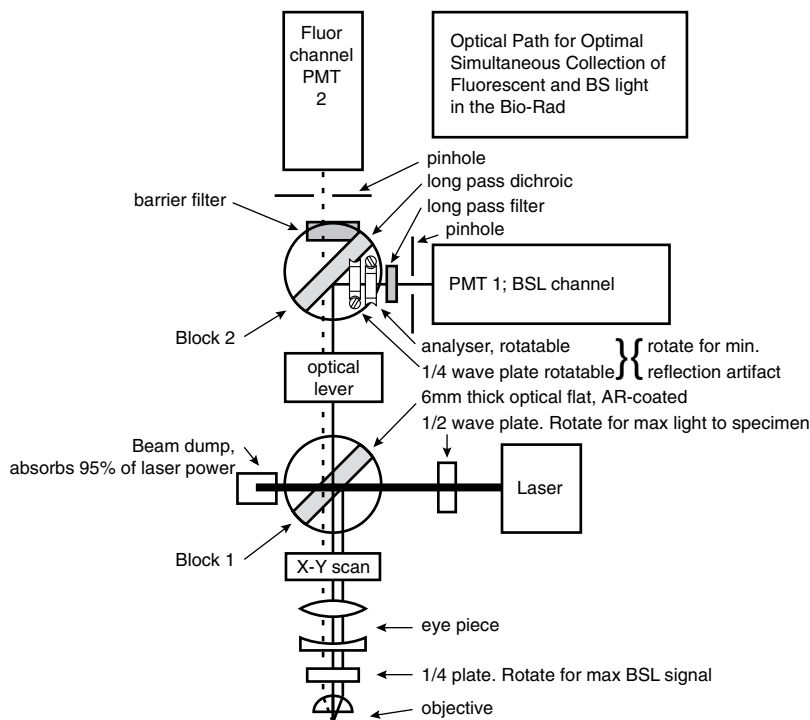 Fluor
channel
PMT
2
Optical Path for Optimal
Simultaneous Collection of
Fluorescent and BS light
in the Bio-Rad
pinhole
long pass dichroic
barrier filter
long pass filter
pinhole
PMT 1; BSL channel
Block 2
analyser, rotatable
1/4 wave plate rotatable
}{ rotate for min.
reflection artifact
optical
lever
6mm thick optical flat, AR-coated
1/2 wave plate. Rotate for max light to specimen
Beam dump,
absorbs 95% of laser power
Laser
Block 1
X-Y scan
eye piece
1/4 plate. Rotate for max BSL signal
objective